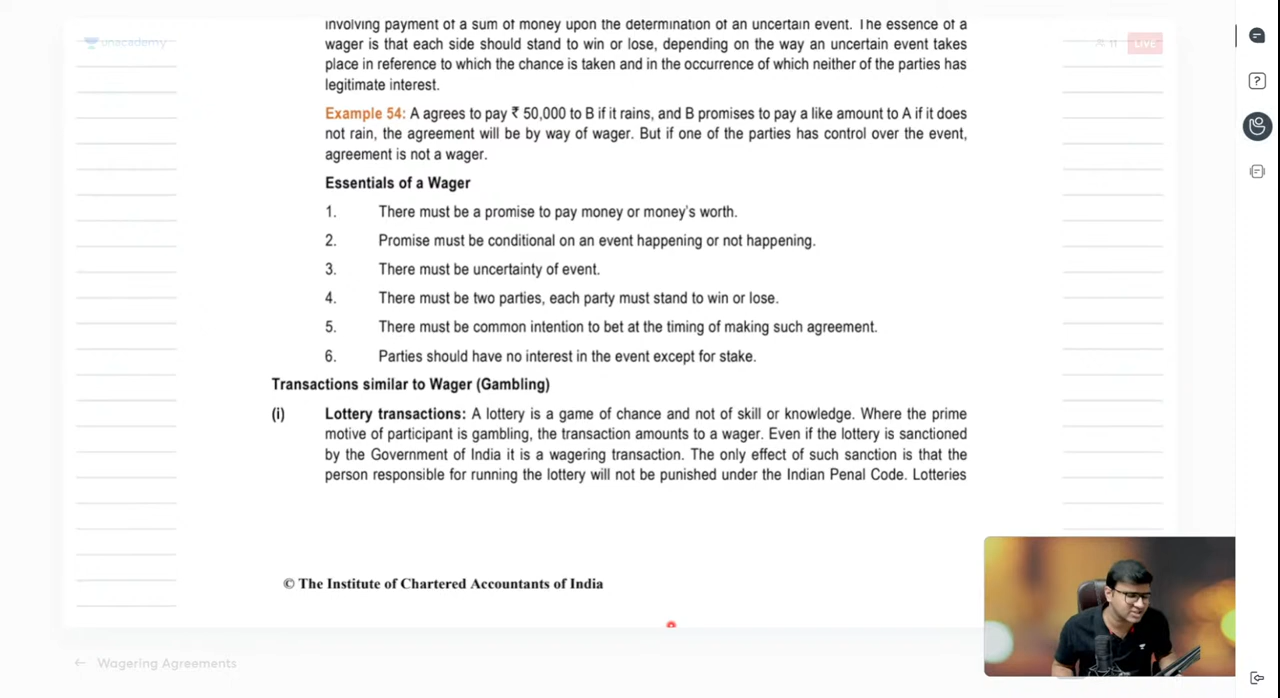 involving payment of a sum of money upon the determination of an uncertain event. The essence of a
unacademy
wager is that each side should stand to win or lose, depending on the way an uncertain event takes
11
LIVE
place in reference to which the chance is taken and in the occurrence of which neither of the parties has
legitimate interest.
Example 54: A agrees to pay ₹ 50,000 to B if it rains, and B promises to pay a like amount to A if it does
not rain, the agreement will be by way of wager. But if one of the parties has control over the event,
agreement is not a wager.
Essentials of a Wager
1. There must be a promise to pay money or money's worth.
2. Promise must be conditional on an event happening or not happening.
3. There must be uncertainty of event.
4. There must be two parties, each party must stand to win or lose.
5. There must be common intention to bet at the timing of making such agreement.
6. Parties should have no interest in the event except for stake.
Transactions similar to Wager (Gambling)
(i) Lottery transactions: A lottery is a game of chance and not of skill or knowledge. Where the prime
motive of participant is gambling, the transaction amounts to a wager. Even if the lottery is sanctioned
by the Government of India it is a wagering transaction. The only effect of such sanction is that the
person responsible for running the lottery will not be punished under the Indian Penal Code. Lotteries
© The Institute of Chartered Accountants of India
← Wagering Agreements